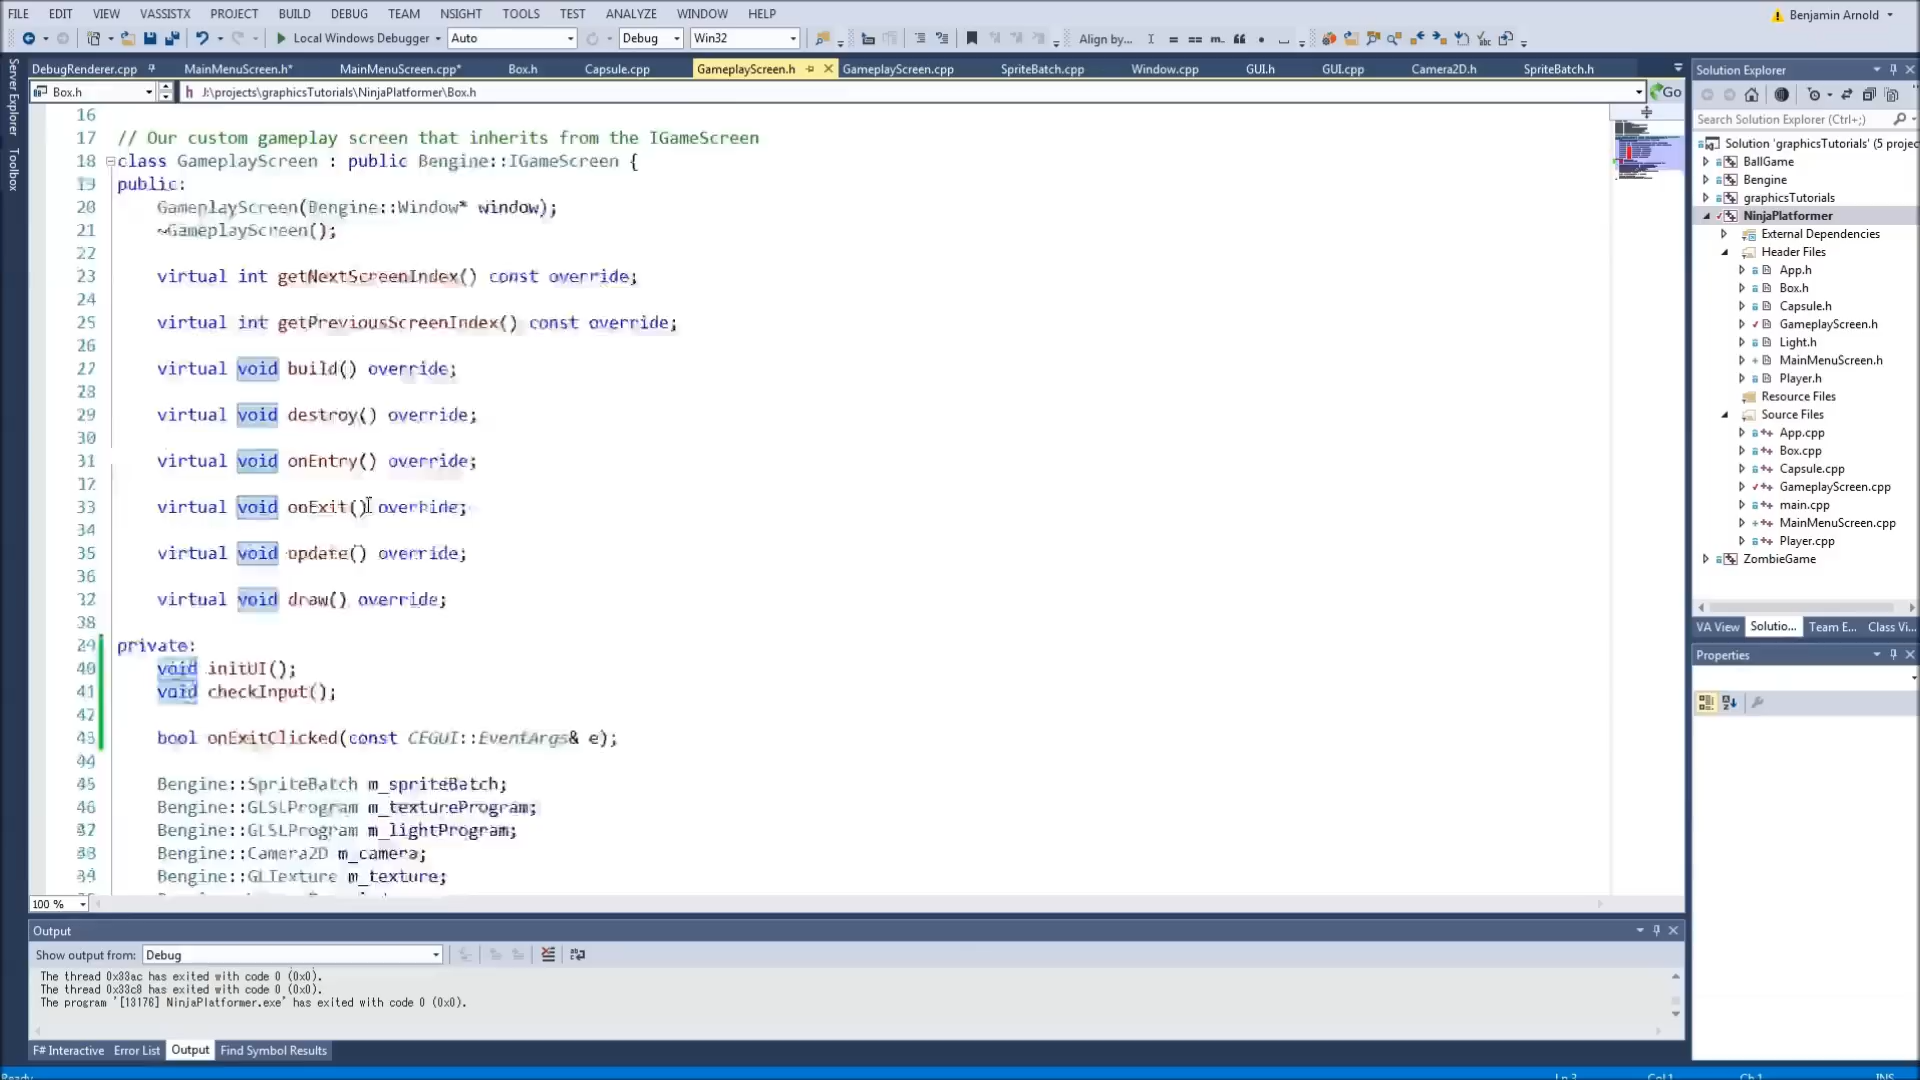 FILE EDIT VIEW VASSISTX PROJECT BUILD DEBUG TEAM NSIGHT TOOLS TEST ANALYZE WINDOW HELP Benjamin Arnold
Local Windows Debugger Auto Debug Win32 Align by...
DebugRenderer.cpp MainMenuScreen.h* MainMenuScreen.cpp* Box.h Capsule.cpp GameplayScreen.h GameplayScreen.cpp SpriteBatch.cpp Window.cpp GUI.h GUI.cpp Camera2D.h SpriteBatch.h
Box.h h J:\projects\graphicsTutorials\NinjaPlatformer\Box.h Go
Server Explorer
Toolbox
16
17 // Our custom gameplay screen that inherits from the IGameScreen
18 class GameplayScreen : public Bengine::IGameScreen {
19 public:
20 GameplayScreen(Bengine::Window* window);
21 ~GameplayScreen();
22
23 virtual int getNextScreenIndex() const override;
24
25 virtual int getPreviousScreenIndex() const override;
26
27 virtual void build() override;
28
29 virtual void destroy() override;
30
31 virtual void onEntry() override;
33 virtual void onExit() override;
34
35 virtual void update() override;
36
virtual void draw() override;
38
private:
40 void initUI();
41 void checkInput();
42
bool onExitClicked(const CEGUI::EventArgs& e);
44
45 Bengine::SpriteBatch m_spriteBatch;
46 Bengine::GLSLProgram m_textureProgram;
Bengine::GLSLProgram m_lightProgram;
Bengine::Camera2D m_camera;
Bengine::GLTexture m_texture;
100 %
Output
Show output from: Debug
The thread 0x33ac has exited with code 0 (0x0).
The thread 0x33c8 has exited with code 0 (0x0).
The program '[13176] NinjaPlatformer.exe' has exited with code 0 (0x0).
F# Interactive Error List Output Find Symbol Results
Solution Explorer
Search Solution Explorer (Ctrl+;)
Solution 'graphicsTutorials' (5 projec
BallGame
Bengine
graphicsTutorials
NinjaPlatformer
External Dependencies
Header Files
App.h
Box.h
Capsule.h
GameplayScreen.h
Light.h
MainMenuScreen.h
Player.h
Resource Files
Source Files
App.cpp
Box.cpp
Capsule.cpp
GameplayScreen.cpp
main.cpp
MainMenuScreen.cpp
Player.cpp
ZombieGame
VA View Solutio... Team E... Class Vi...
Properties
Ready Ln 3 Col 1 Ch 1 INS